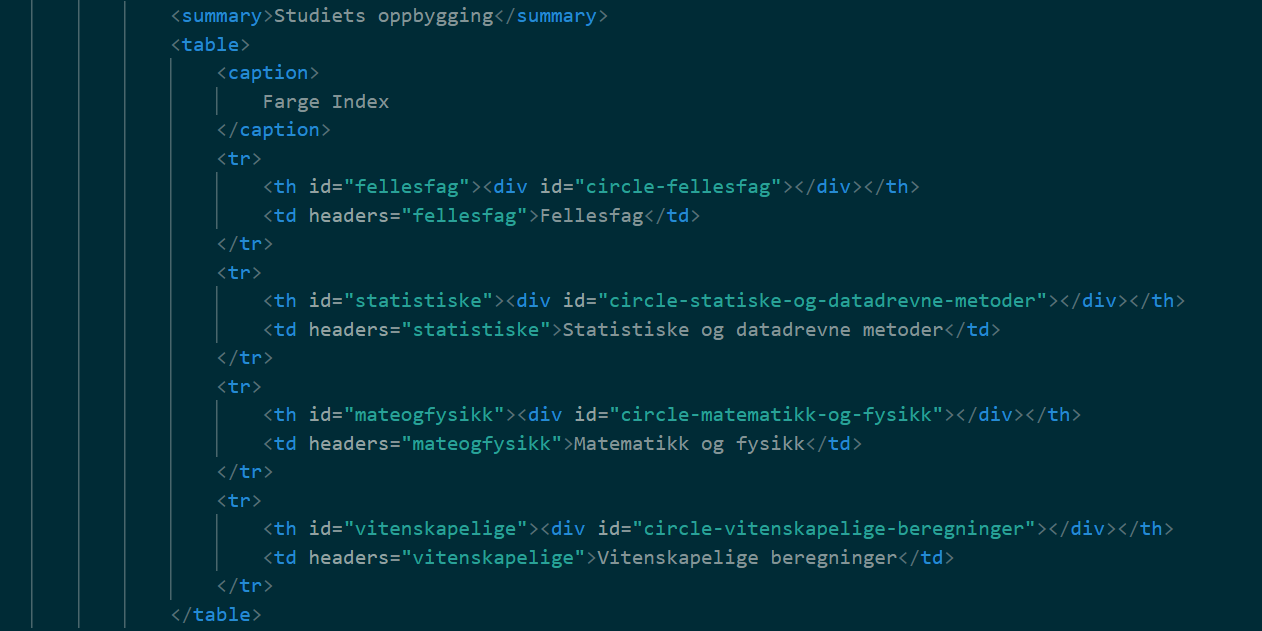 <summary>Studiets oppbygging</summary>
<table>
<caption>
Farge Index
</caption>
<tr>
<th id="fellesfag"><div id="circle-fellesfag"></div></th>
<td headers="fellesfag">Fellesfag</td>
</tr>
<tr>
<th id="statistiske"><div id="circle-statiske-og-datadrevne-metoder"></div></th>
<td headers="statistiske">Statistiske og datadrevne metoder</td>
</tr>
<tr>
<th id="mateogfysikk"><div id="circle-matematikk-og-fysikk"></div></th>
<td headers="mateogfysikk">Matematikk og fysikk</td>
</tr>
<tr>
<th id="vitenskapelige"><div id="circle-vitenskapelige-beregninger"></div></th>
<td headers="vitenskapelige">Vitenskapelige beregninger</td>
</tr>
</table>